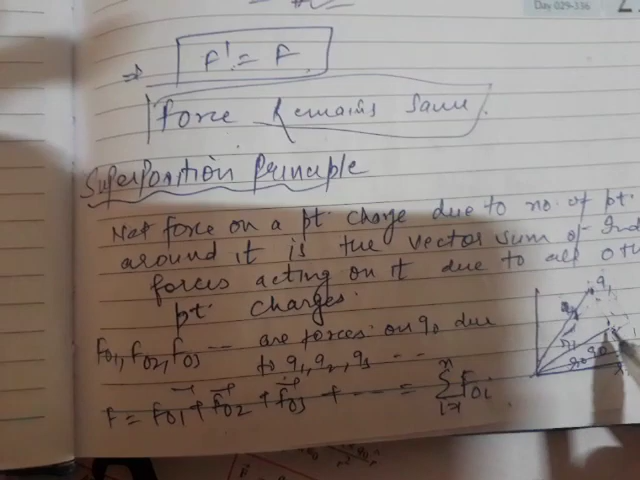 Day 029-336
⇒ F' = F
Force Remains Same.
Superposition Principle
Net force on a pt. charge due to no. of pt.
around it is the vector sum of Ind
forces acting on it due to all oth
pt. charges.
F01, F02, F03 -- are forces on q0 due
to q1, q2, q3 --
F = F01 + F02 + F03 + --- = n Σ i=1 F0i
q1